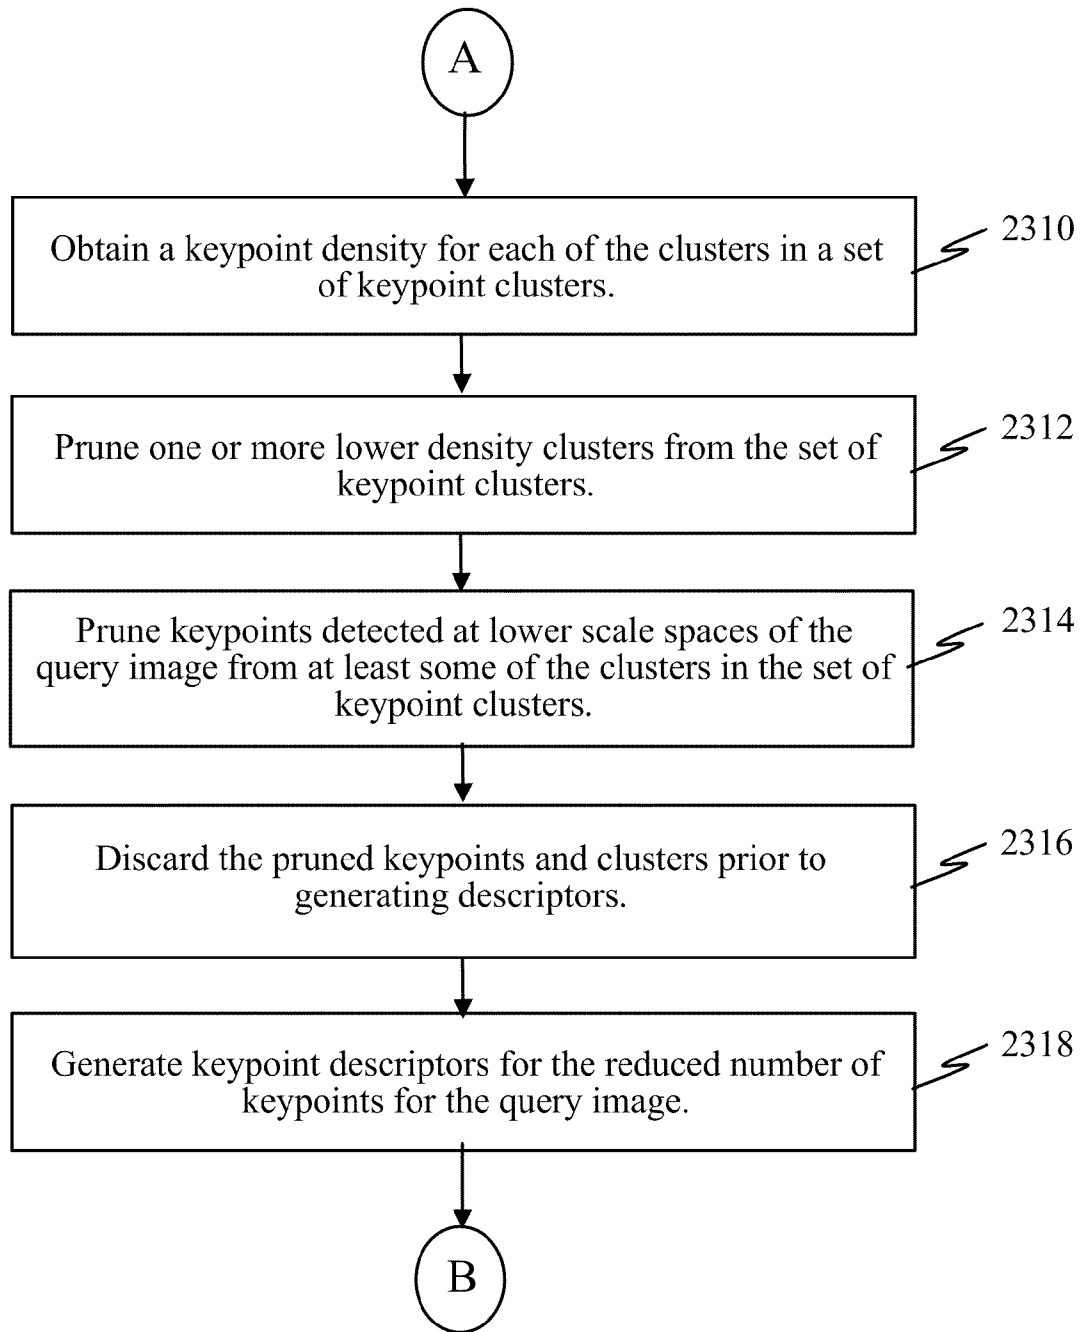 A
Obtain a keypoint density for each of the clusters in a set
of keypoint clusters.
2310
Prune one or more lower density clusters from the set of
keypoint clusters.
2312
Prune keypoints detected at lower scale spaces of the
query image from at least some of the clusters in the set of
keypoint clusters.
2314
Discard the pruned keypoints and clusters prior to
generating descriptors.
2316
Generate keypoint descriptors for the reduced number of
keypoints for the query image.
2318
B